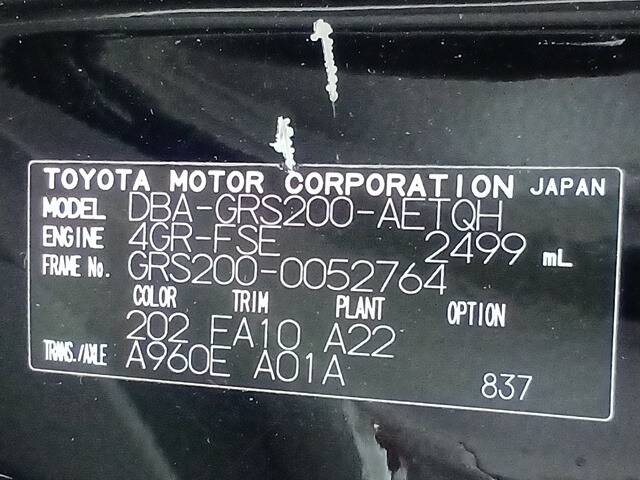 TOYOTA MOTOR CORPORATION JAPAN
MODEL DBA-GRS200-AETQH
ENGINE 4GR-FSE 2499 mL
FRAME No. GRS200-0052764
COLOR TRIM PLANT OPTION
202 FA10 A22
TRANS./AXLE A960E A01A 837